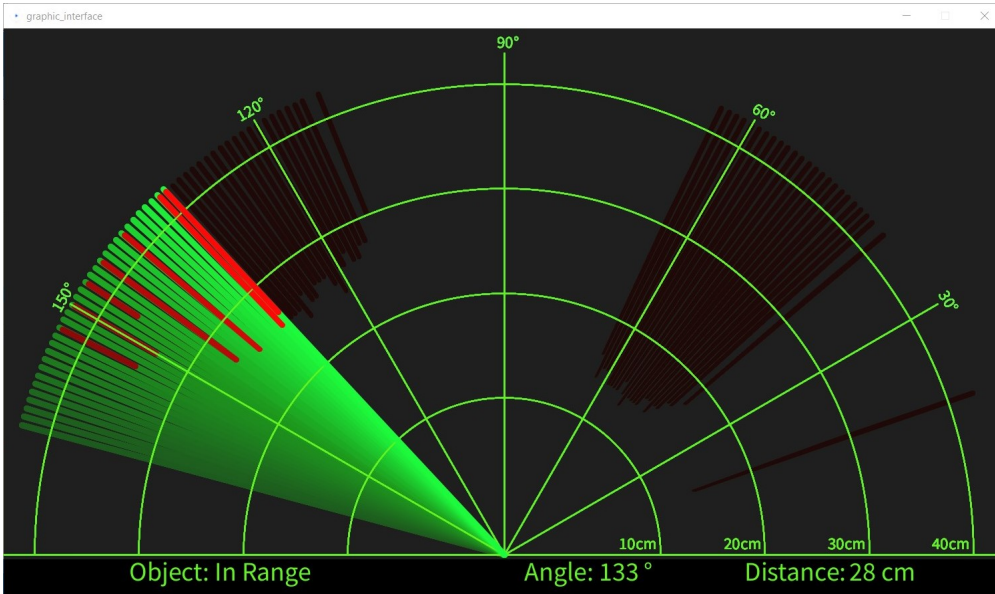 graphic_interface
90°
120°
60°
150°
30°
10cm
20cm
30cm
40cm
Object: In Range
Angle: 133 °
Distance: 28 cm